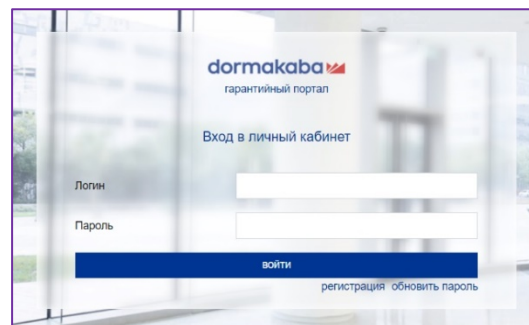 dormakaba
гарантийный портал
Вход в личный кабинет
Логин
Пароль
войти
регистрация обновить пароль